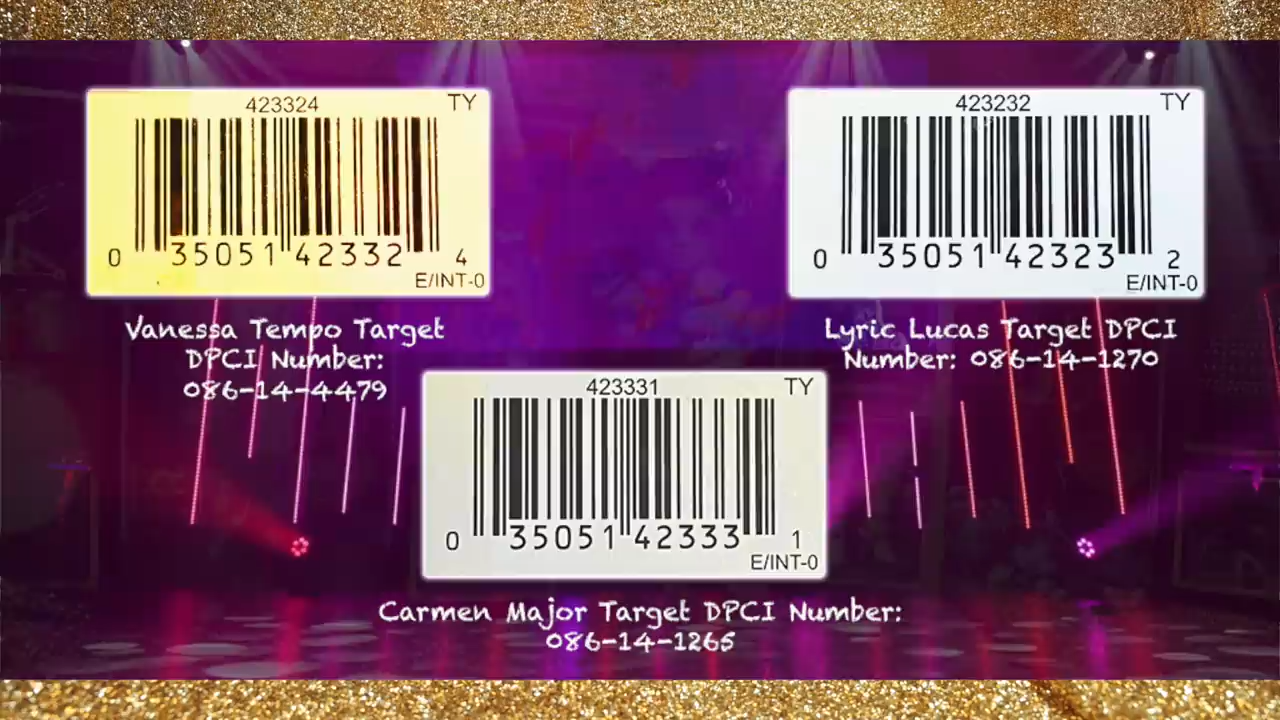 423324 TY
0 35051 42332 4
E/INT-0
Vanessa Tempo Target
DPCI Number:
086-14-4479
423232 TY
0 35051 42323 2
E/INT-0
Lyric Lucas Target DPCI
Number: 086-14-1270
423331 TY
0 35051 42333 1
E/INT-0
Carmen Major Target DPCI Number:
086-14-1265